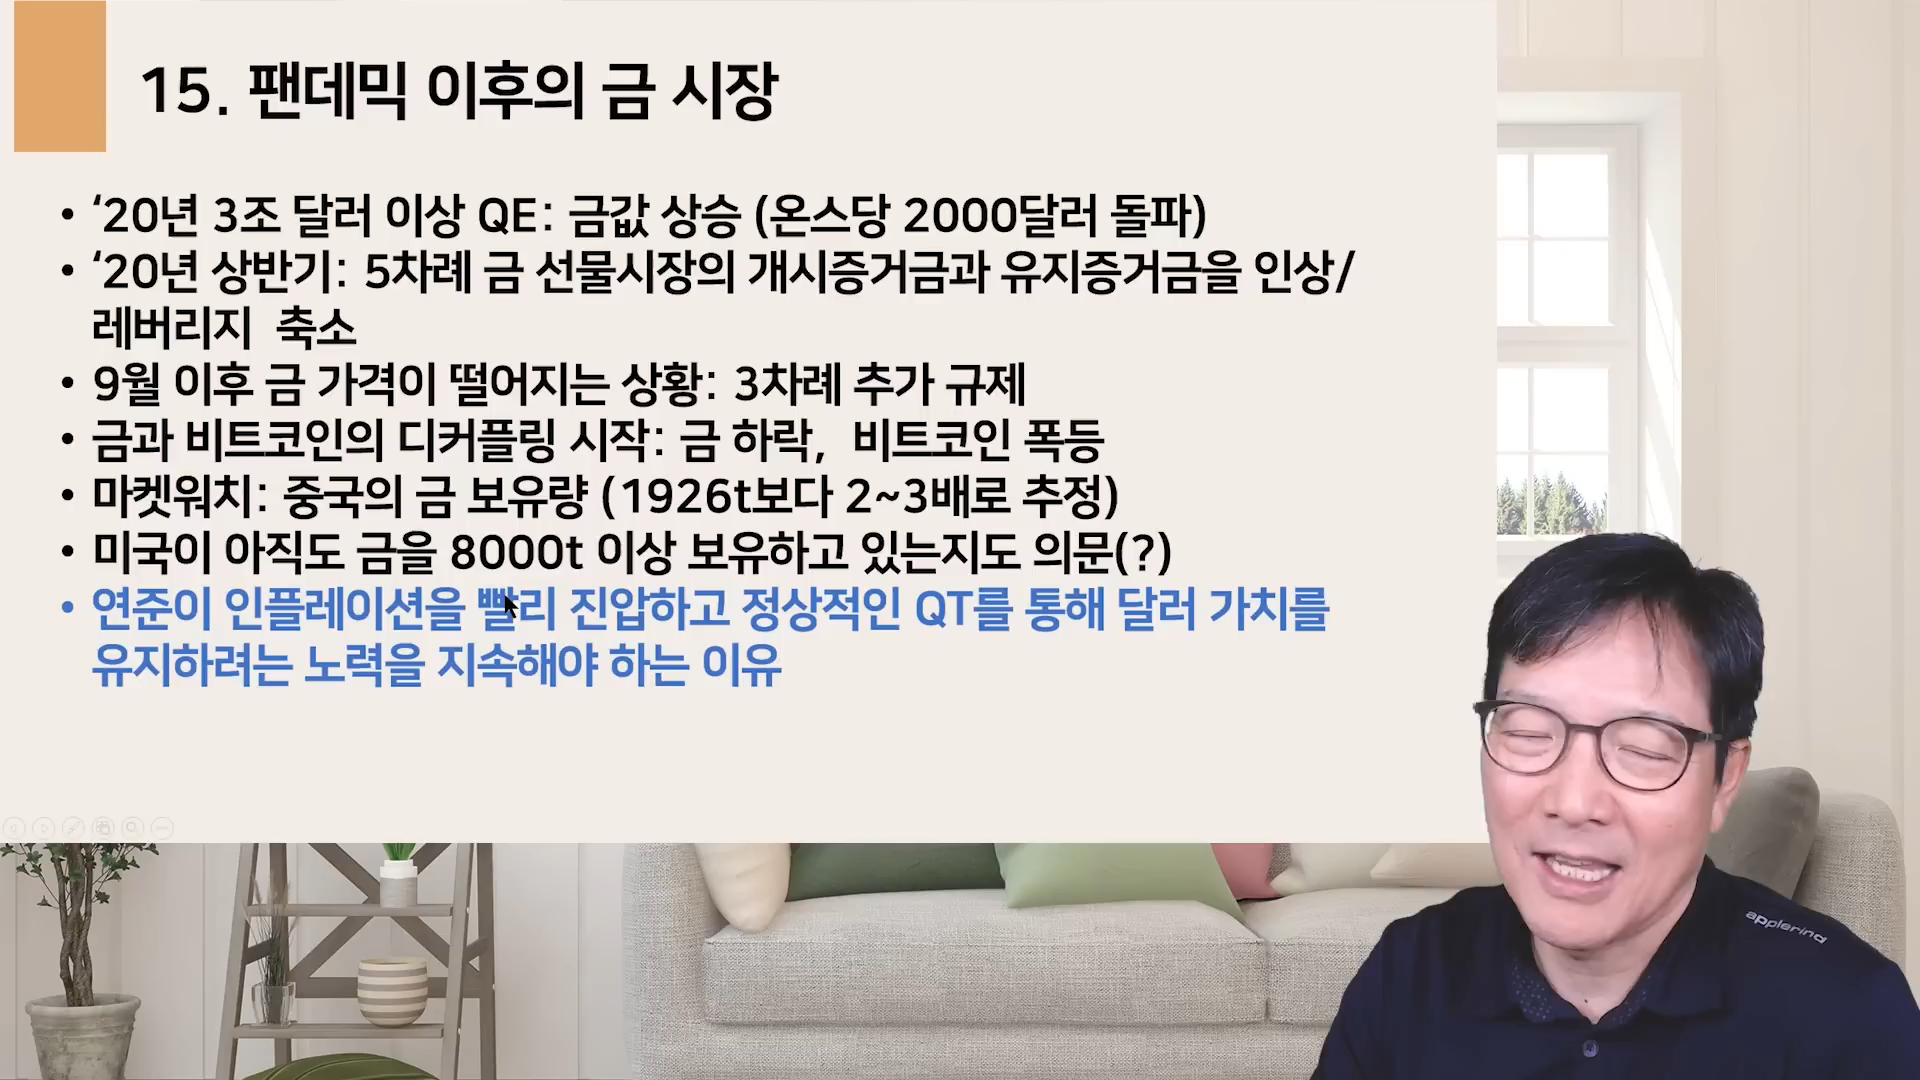 15. 팬데믹 이후의 금 시장
• ‘20년 3조 달러 이상 QE: 금값 상승 (온스당 2000달러 돌파)
• ‘20년 상반기: 5차례 금 선물시장의 개시증거금과 유지증거금을 인상/
레버리지 축소
• 9월 이후 금 가격이 떨어지는 상황: 3차례 추가 규제
• 금과 비트코인의 디커플링 시작: 금 하락, 비트코인 폭등
• 마켓워치: 중국의 금 보유량 (1926t보다 2~3배로 추정)
• 미국이 아직도 금을 8000t 이상 보유하고 있는지도 의문(?)
• 연준이 인플레이션을 빨리 진압하고 정상적인 QT를 통해 달러 가치를
유지하려는 노력을 지속해야 하는 이유
applerind